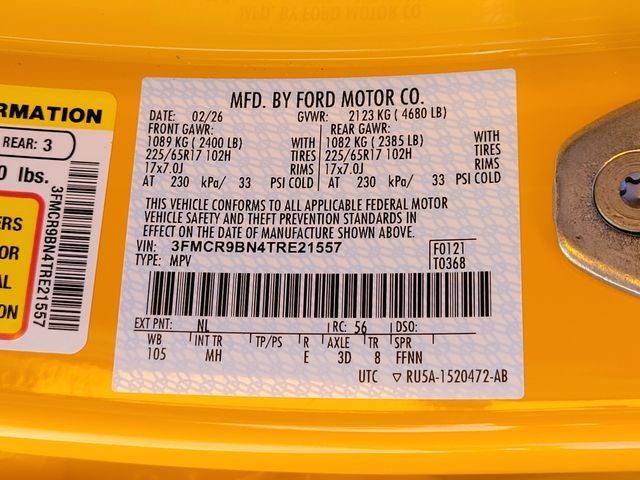 MFD. BY FORD MOTOR CO.
DATE: 02/26 GVWR: 2123 KG ( 4680 LB)
FRONT GAWR: REAR GAWR:
1089 KG ( 2400 LB) WITH 1082 KG ( 2385 LB) WITH
225/65R17 102H TIRES 225/65R17 102H TIRES
17x7.0J RIMS 17x7.0J RIMS
AT 230 kPa/ 33 PSI COLD AT 230 kPa/ 33 PSI COLD
THIS VEHICLE CONFORMS TO ALL APPLICABLE FEDERAL MOTOR
VEHICLE SAFETY AND THEFT PREVENTION STANDARDS IN
EFFECT ON THE DATE OF MANUFACTURE SHOWN ABOVE.
VIN: 3FMCR9BN4TRE21557 F0121
TYPE: MPV T0368
EXT PNT: NL RC: 56 DSO:
WB INT TR TP/PS R AXLE TR SPR
105 MH E 3D 8 FFNN
UTC ▽ RU5A-1520472-AB
RMATION
REAR: 3
0 lbs.
ERS
OR
AL
3FMCR9BN4TRE21557